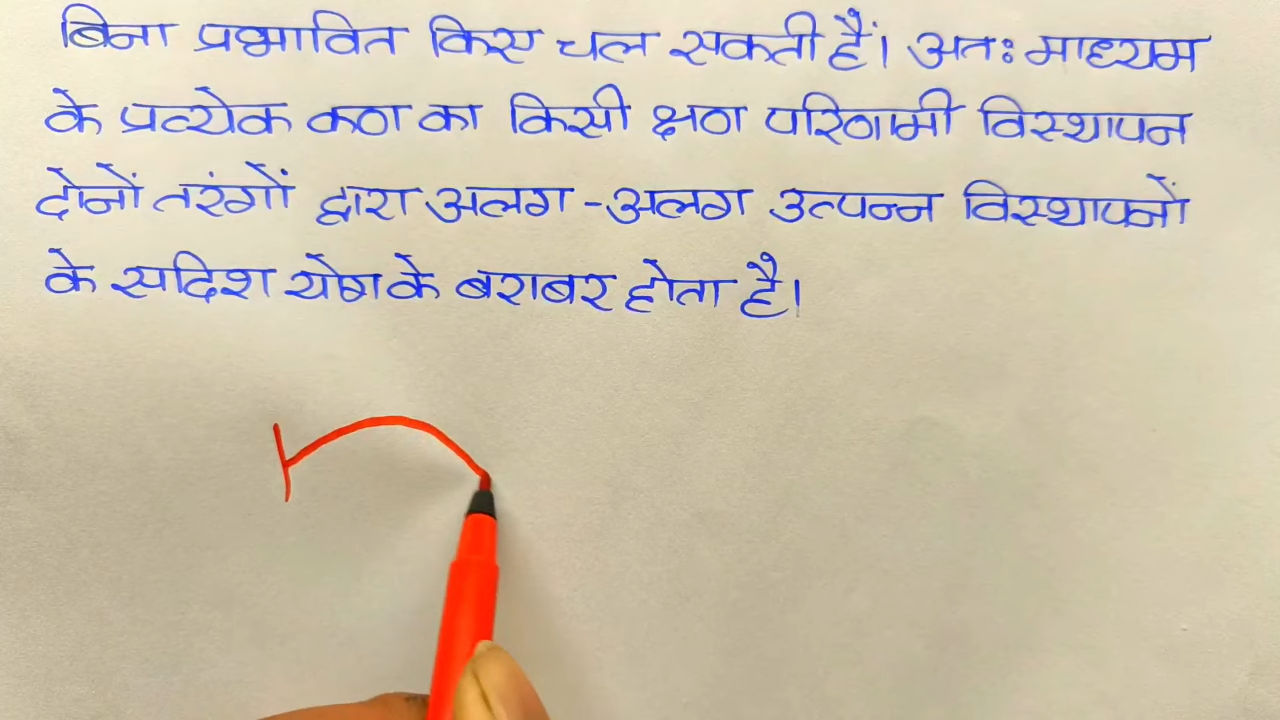 बिना प्रभावित किए चल सकती हैं। अतः माध्यम
के प्रत्येक कण का किसी क्षण परिणामी विस्थापन
दोनों तरंगों द्वारा अलग-अलग उत्पन्न विस्थापनों
के सदिश योग के बराबर होता है।